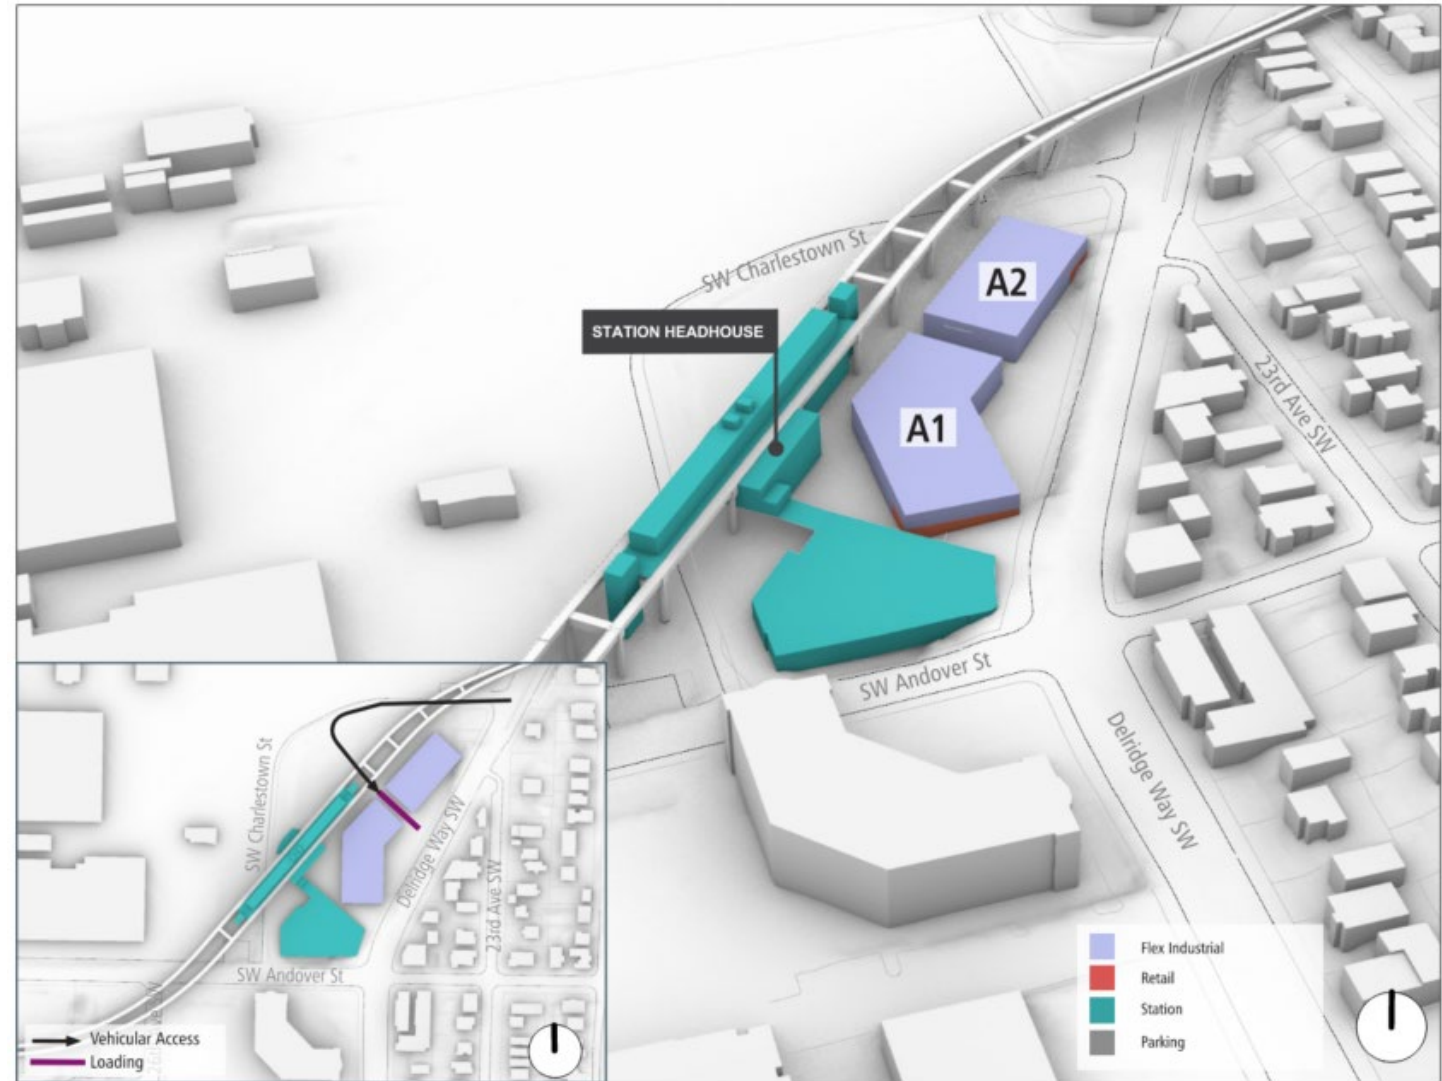 SW Charlestown St
A2
STATION HEADHOUSE
A1
23rd Ave SW
SW Andover St
Delridge Way SW
SW Charlestown St
Delridge Way SW
23rd Ave SW
SW Andover St
Vehicular Access
Loading
Flex Industrial
Retail
Station
Parking